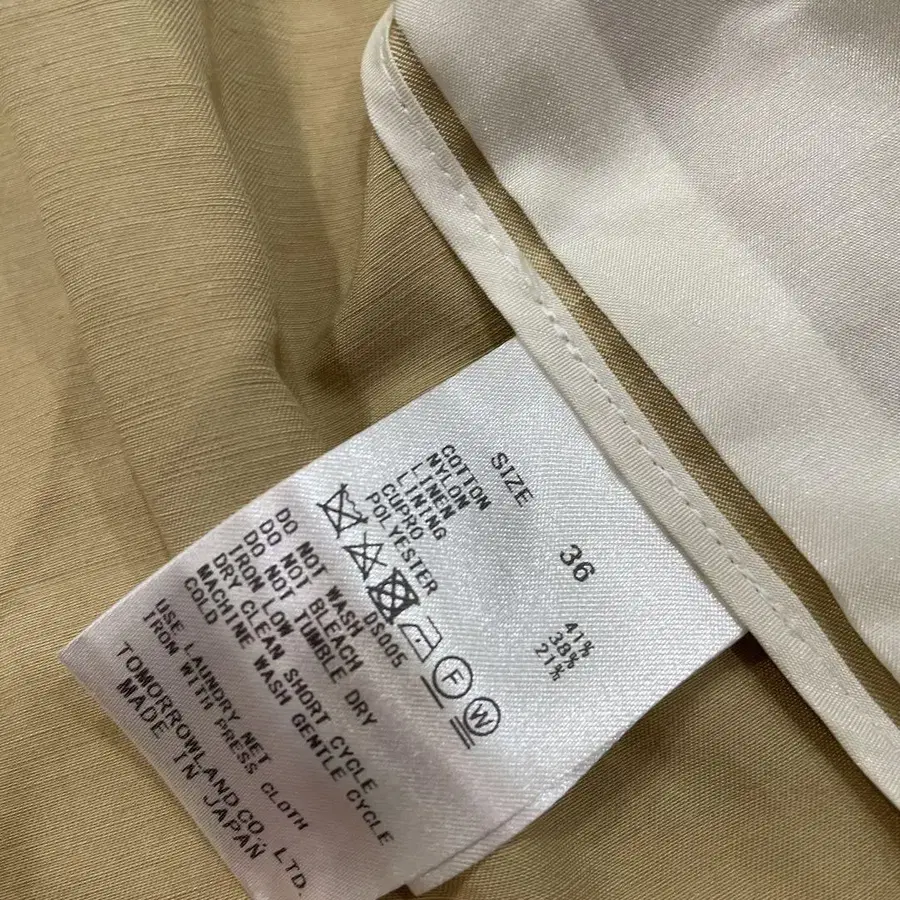 SIZE 36
COTTON 41%
NYLON 38%
LINEN 21%
LINING
CUPRO
POLYESTER
DS005
F W
DO NOT WASH
DO NOT BLEACH
DO NOT TUMBLE DRY
IRON LOW
DRY CLEAN SHORT CYCLE
MACHINE WASH GENTLE CYCLE
COLD
USE LAUNDRY NET
IRON WITH PRESS CLOTH
TOMORROWLAND CO., LTD.
MADE IN JAPAN